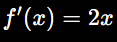 f′(x) = 2x